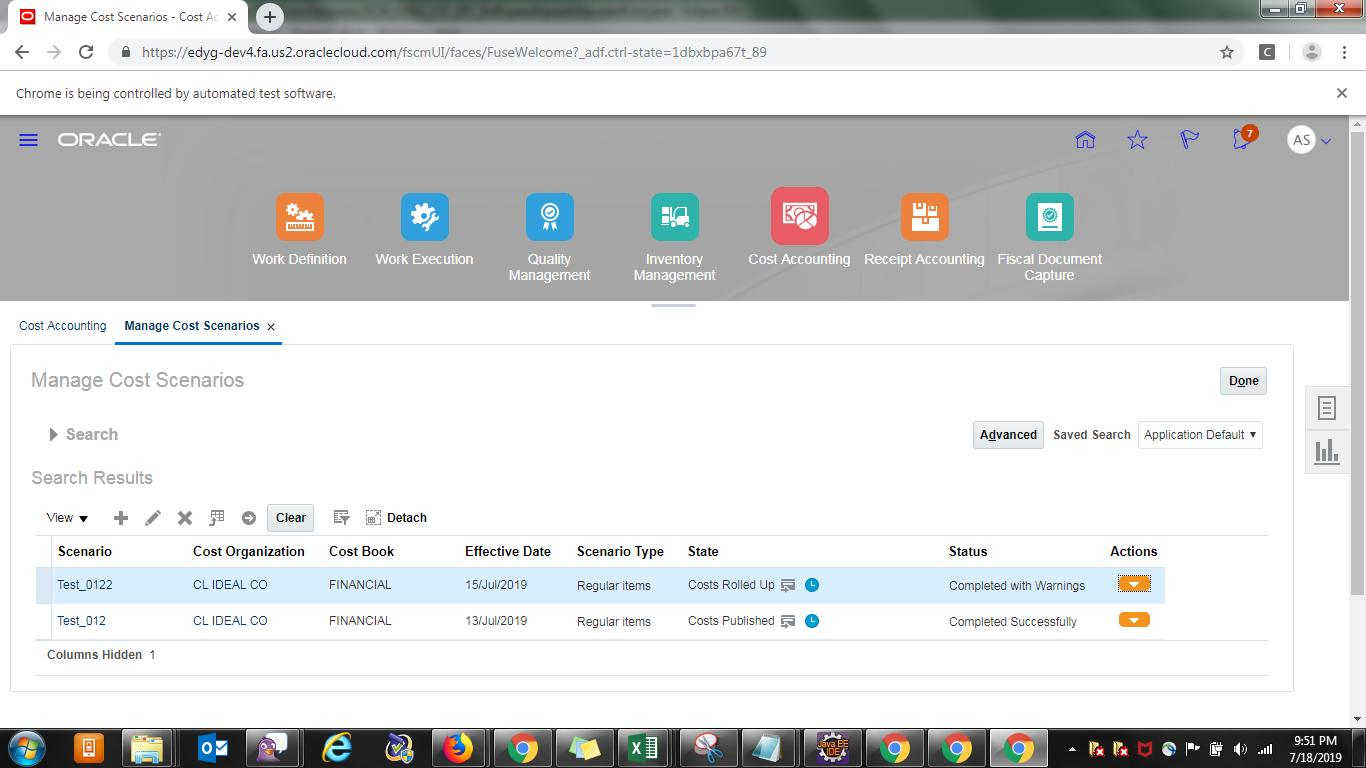 Manage Cost Scenarios - Cost Ac
https://edyg-dev4.fa.us2.oraclecloud.com/fscmUI/faces/FuseWelcome?_adf.ctrl-state=1dbxbpa67t_89
C
Chrome is being controlled by automated test software.
ORACLE
7
AS
Work Definition
Work Execution
Quality Management
Inventory Management
Cost Accounting
Receipt Accounting
Fiscal Document Capture
Cost Accounting
Manage Cost Scenarios
Manage Cost Scenarios
Done
Search
Advanced
Saved Search
Application Default
Search Results
View
Clear
Detach
Scenario Cost Organization Cost Book Effective Date Scenario Type State Status Actions
Test_0122 CL IDEAL CO FINANCIAL 15/Jul/2019 Regular items Costs Rolled Up Completed with Warnings
Test_012 CL IDEAL CO FINANCIAL 13/Jul/2019 Regular items Costs Published Completed Successfully
Columns Hidden 1
Java EE
IDE
9:51 PM
7/18/2019